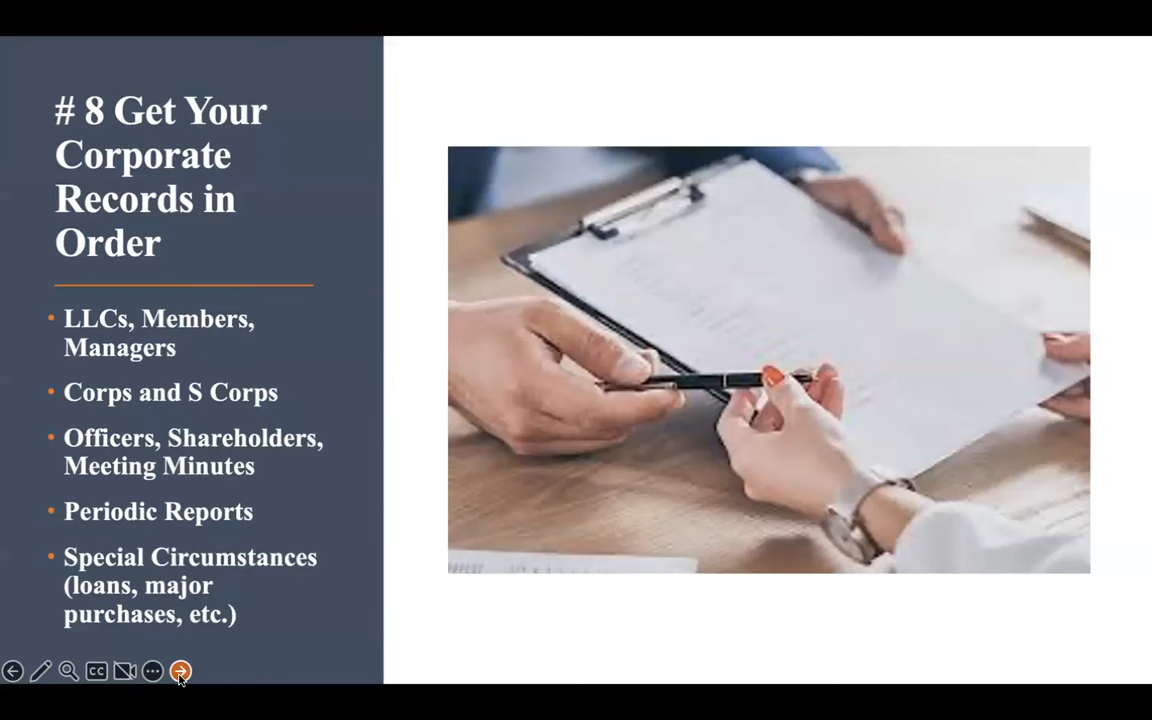 # 8 Get Your
Corporate
Records in
Order
• LLCs, Members,
Managers
• Corps and S Corps
• Officers, Shareholders,
Meeting Minutes
• Periodic Reports
• Special Circumstances
(loans, major
purchases, etc.)
CC